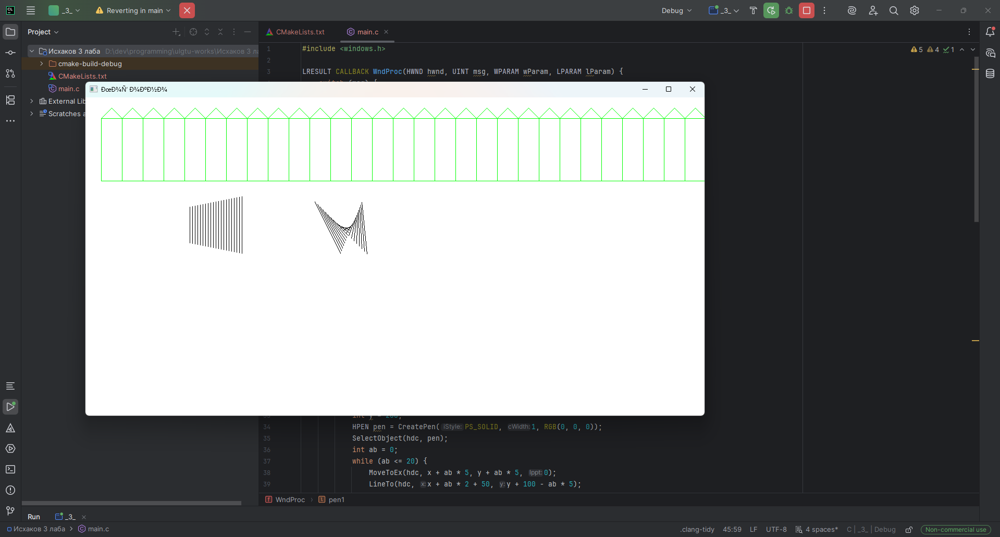 CL _3_ Reverting in main Debug _3_
Project
CMakeLists.txt main.c
Исхаков 3 лаба D:\dev\programming\ulgtu-works\Исхаков 3 ла
cmake-build-debug
CMakeLists.txt
main.c
External Lib
Scratches a
5 4 1
1 #include <windows.h>
2
3 LRESULT CALLBACK WndProc(HWND hwnd, UINT msg, WPARAM wParam, LPARAM lParam) {
ÐœÐ¾Ñ‘ Ð¾ÐºÐ½Ð¾
34 HPEN pen = CreatePen( iStyle: PS_SOLID, cWidth: 1, RGB(0, 0, 0));
35 SelectObject(hdc, pen);
36 int ab = 0;
37 while (ab <= 20) {
38 MoveToEx(hdc, x + ab * 5, y + ab * 5, lppt: 0);
39 LineTo(hdc, x: x + ab * 2 + 50, y: y + 100 - ab * 5);
f WndProc › l pen1
Run _3_
Исхаков 3 лаба › main.c
.clang-tidy 45:59 LF UTF-8 4 spaces* C | _3_ | Debug Non-commercial use